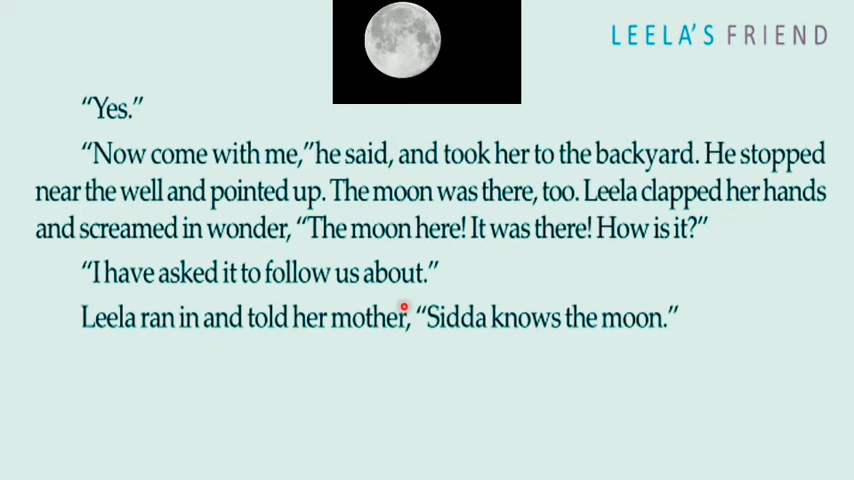 LEELA'S FRIEND
“Yes.”
“Now come with me,”he said, and took her to the backyard. He stopped
near the well and pointed up. The moon was there, too. Leela clapped her hands
and screamed in wonder, “The moon here! It was there! How is it?”
“I have asked it to follow us about.”
Leela ran in and told her mother, “Sidda knows the moon.”